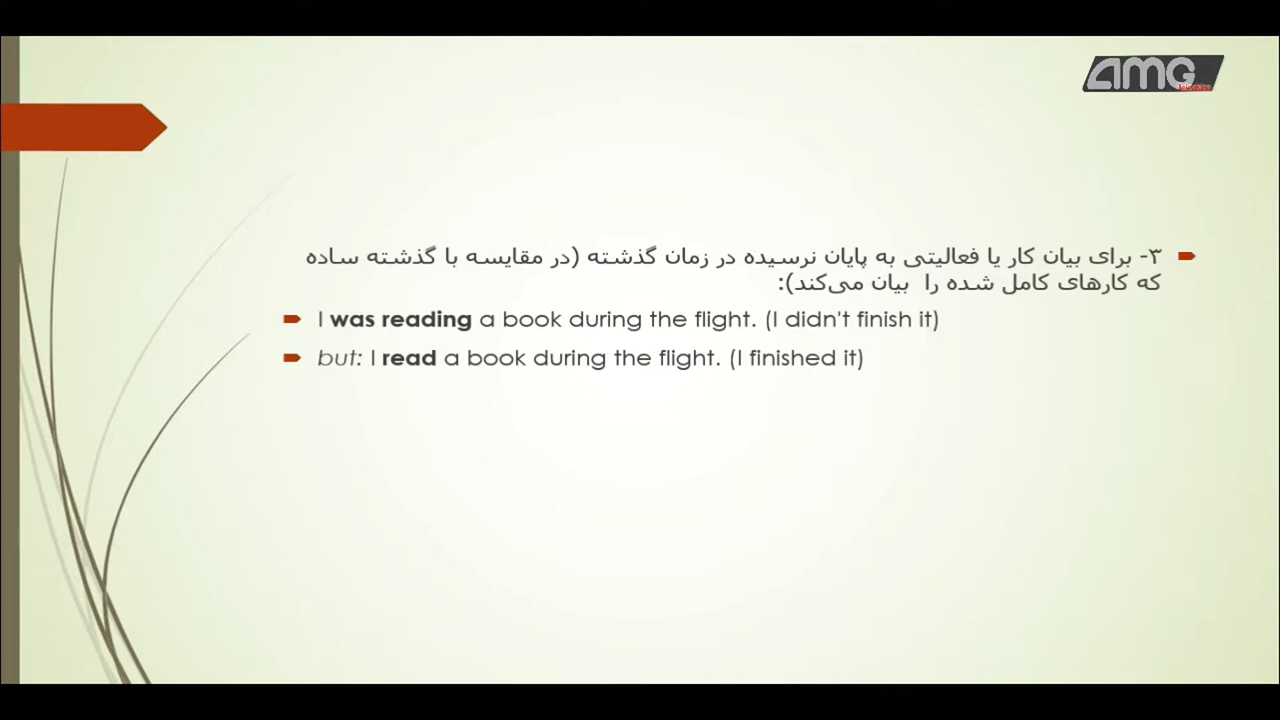 AMG
۳- برای بیان کار یا فعالیتی به پایان نرسیده در زمان گذشته (در مقایسه با گذشته ساده
که کارهای کامل شده را بیان می‌کند):
I was reading a book during the flight. (I didn't finish it)
but: I read a book during the flight. (I finished it)